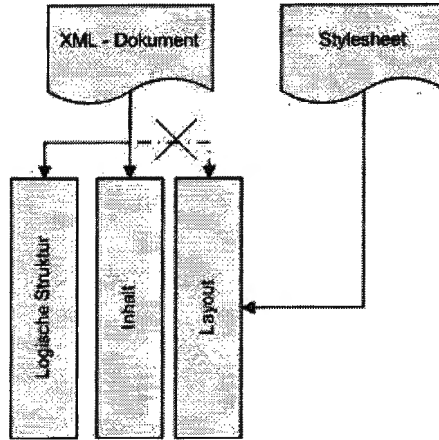 XML - Dokument
Stylesheet
Logische Struktur
Inhalt
Layout